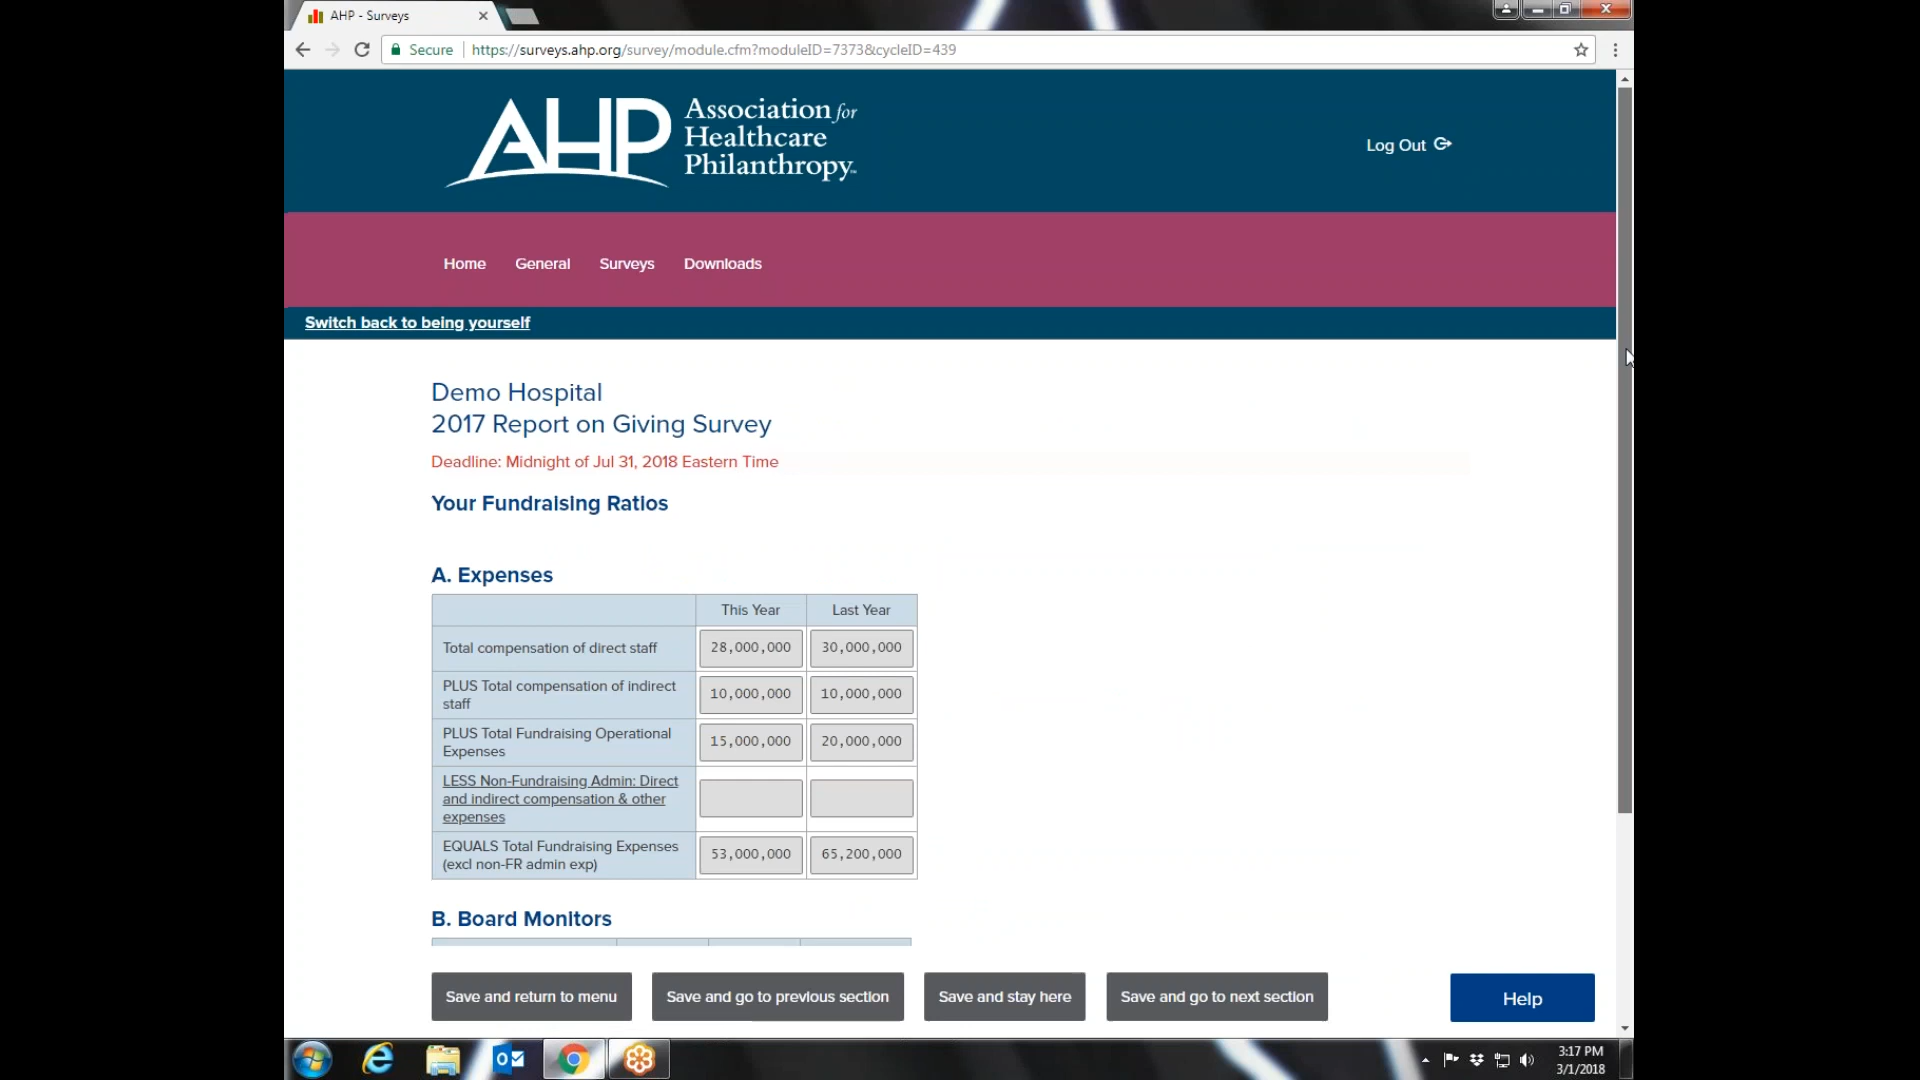 AHP - Surveys
Secure
https://surveys.ahp.org/survey/module.cfm?moduleID=7373&cycleID=439
AHP
Association for
Healthcare
Philanthropy™
Log Out
Home General Surveys Downloads
Switch back to being yourself
Demo Hospital
2017 Report on Giving Survey
Deadline: Midnight of Jul 31, 2018 Eastern Time
Your Fundraising Ratios
A. Expenses
This Year Last Year
Total compensation of direct staff 28,000,000 30,000,000
PLUS Total compensation of indirect
staff
10,000,000 10,000,000
PLUS Total Fundraising Operational
Expenses
15,000,000 20,000,000
LESS Non-Fundraising Admin: Direct
and indirect compensation & other
expenses
EQUALS Total Fundraising Expenses
(excl non-FR admin exp)
53,000,000 65,200,000
B. Board Monitors
Save and return to menu
Save and go to previous section
Save and stay here
Save and go to next section
Help
3:17 PM
3/1/2018